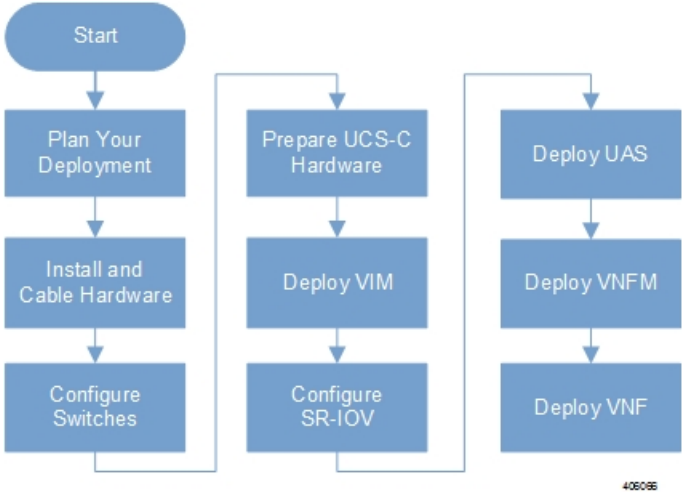 Start
Plan Your
Deployment
Install and
Cable Hardware
Configure
Switches
Prepare UCS-C
Hardware
Deploy VIM
Configure
SR-IOV
Deploy UAS
Deploy VNFM
Deploy VNF
406066